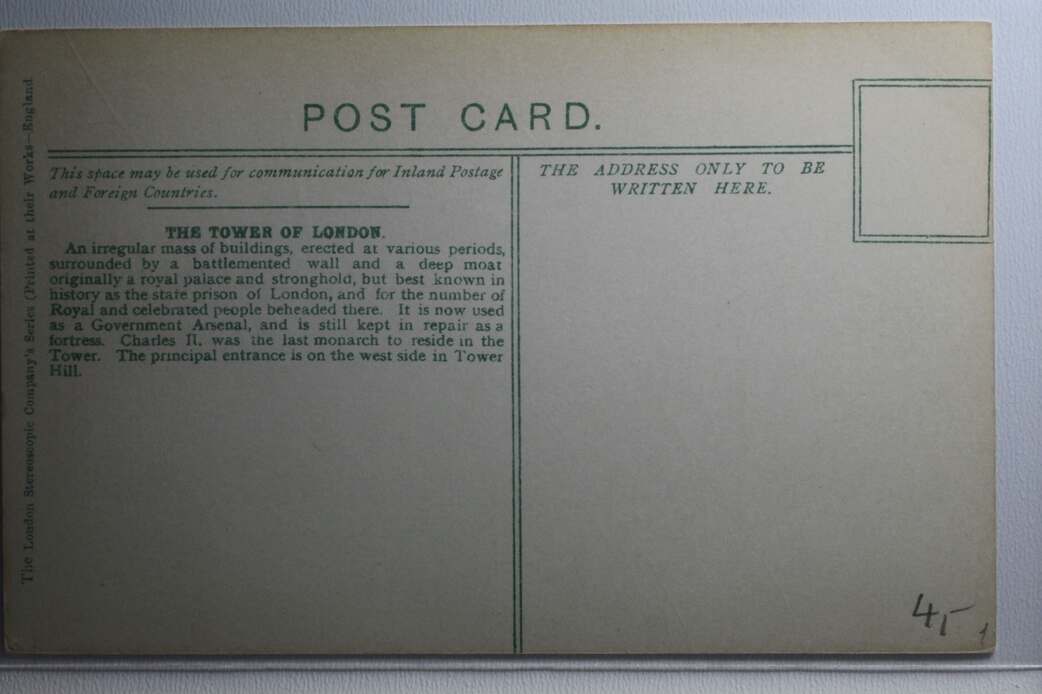 POST CARD.
This space may be used for communication for Inland Postage
and Foreign Countries.
THE TOWER OF LONDON.
An irregular mass of buildings, erected at various periods,
surrounded by a battlemented wall and a deep moat
originally a royal palace and stronghold, but best known in
history as the state prison of London, and for the number of
Royal and celebrated people beheaded there. It is now used
as a Government Arsenal, and is still kept in repair as a
fortress. Charles II. was the last monarch to reside in the
Tower. The principal entrance is on the west side in Tower
Hill.
THE ADDRESS ONLY TO BE
WRITTEN HERE.
The London Stereoscopic Company's Series (Printed at their Works—England
4,-